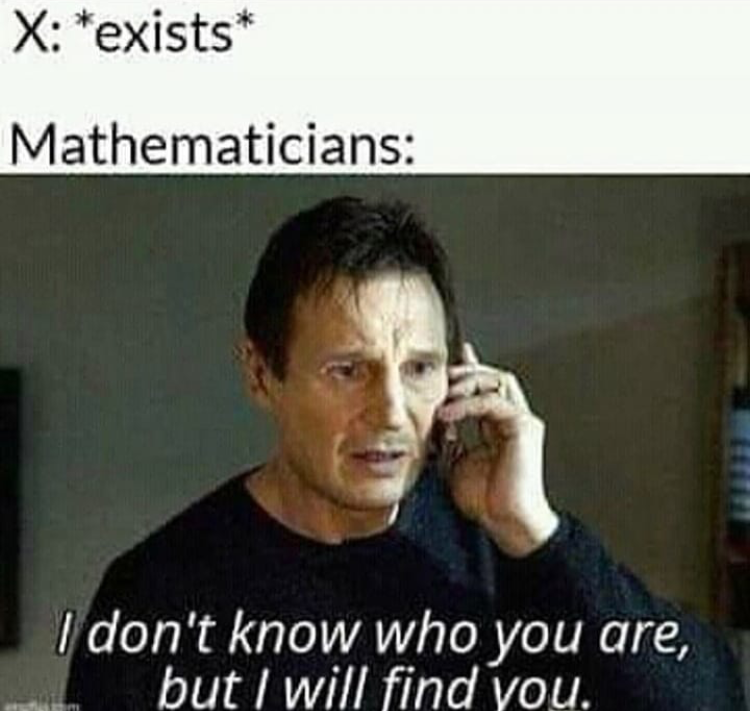 X: *exists*
Mathematicians:
I don't know who you are,
but I will find you.